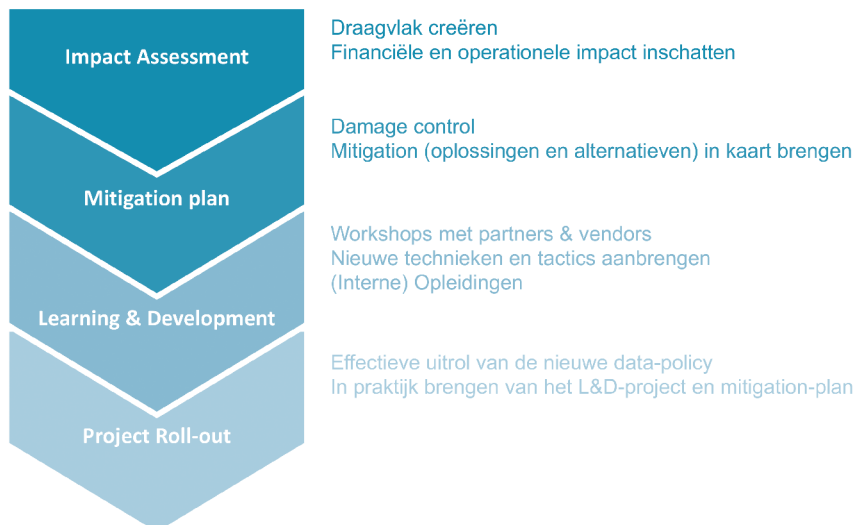 Impact Assessment
Draagvlak creëren
Financiële en operationele impact inschatten
Mitigation plan
Damage control
Mitigation (oplossingen en alternatieven) in kaart brengen
Learning & Development
Workshops met partners & vendors
Nieuwe technieken en tactics aanbrengen
(Interne) Opleidingen
Project Roll-out
Effectieve uitrol van de nieuwe data-policy
In praktijk brengen van het L&D-project en mitigation-plan